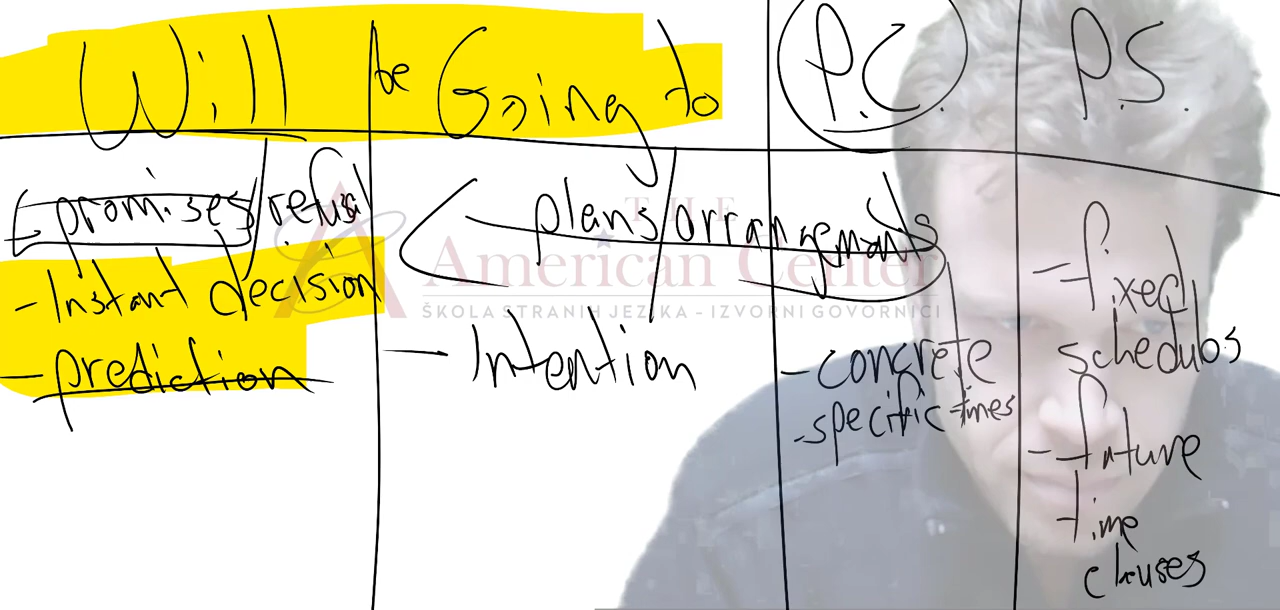 Will
be Going to
P.C.
P.S.
promises/refusal
- Instant decision
- prediction
plans/arrangements
- Intention
- concrete
- specific times
- fixed
schedules
- future
time
clauses
THE
American Center
ŠKOLA STRANIH JEZIKA - IZVORNI GOVORNICI